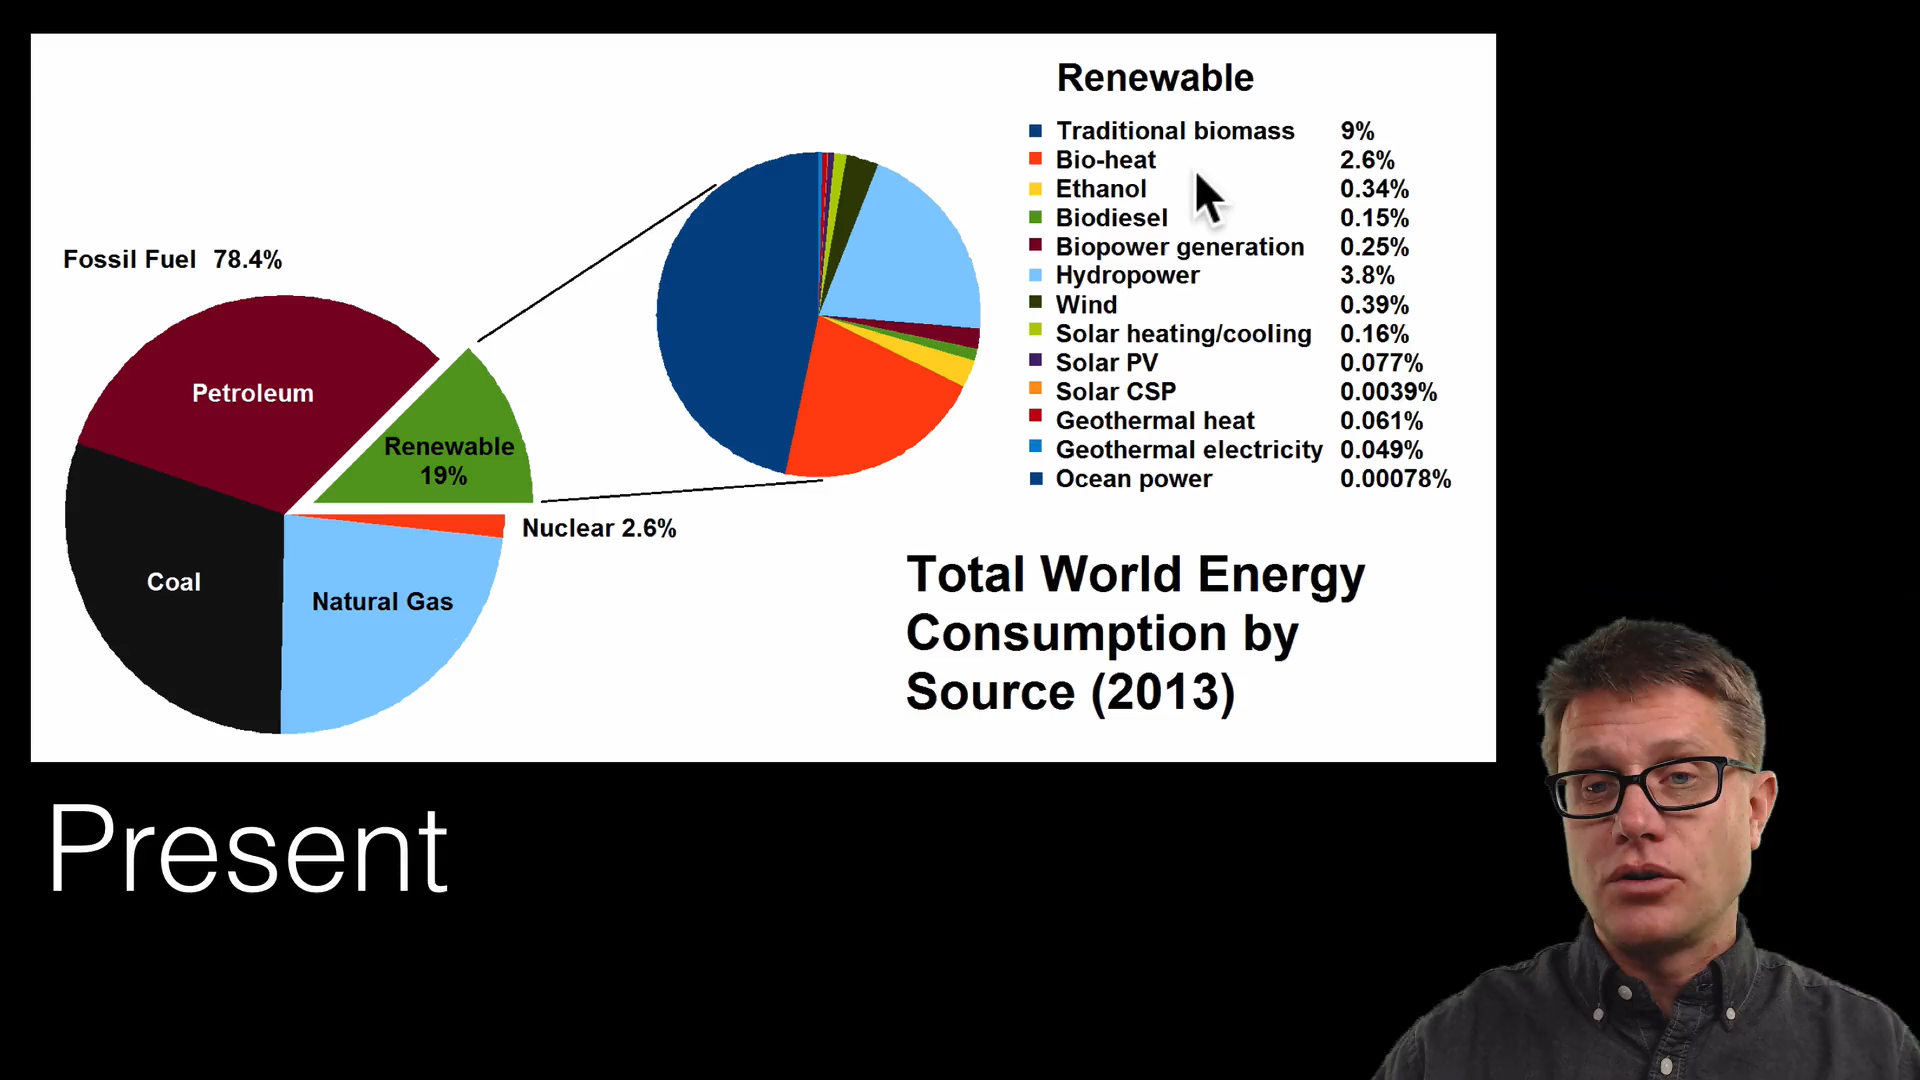 Renewable
Traditional biomass 9%
Bio-heat 2.6%
Ethanol 0.34%
Biodiesel 0.15%
Biopower generation 0.25%
Hydropower 3.8%
Wind 0.39%
Solar heating/cooling 0.16%
Solar PV 0.077%
Solar CSP 0.0039%
Geothermal heat 0.061%
Geothermal electricity 0.049%
Ocean power 0.00078%
Fossil Fuel 78.4%
Petroleum
Renewable
19%
Nuclear 2.6%
Coal
Natural Gas
Total World Energy
Consumption by
Source (2013)
Present